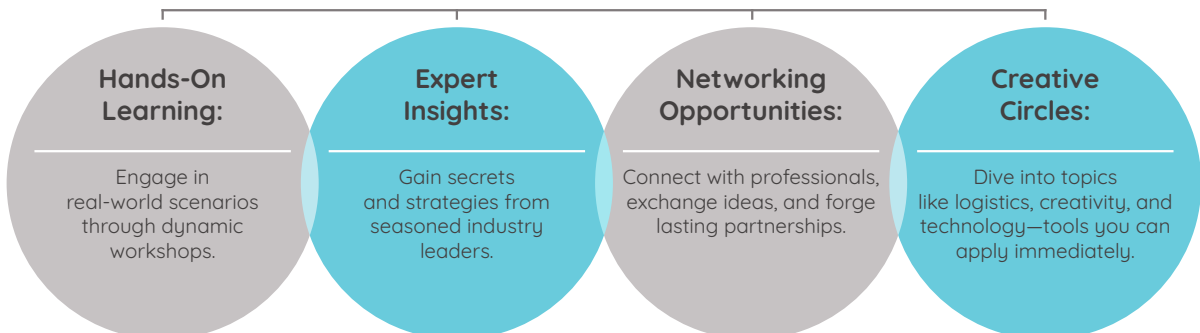 Hands-On
Learning:
Engage in
real-world scenarios
through dynamic
workshops.
Expert
Insights:
Gain secrets
and strategies from
seasoned industry
leaders.
Networking
Opportunities:
Connect with professionals,
exchange ideas, and forge
lasting partnerships.
Creative
Circles:
Dive into topics
like logistics, creativity, and
technology—tools you can
apply immediately.